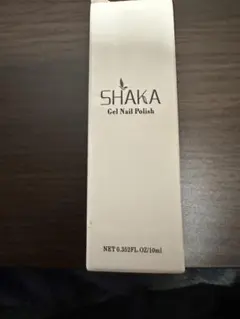 SHAKA
Gel Nail Polish
NET 0.352FL.OZ/10ml